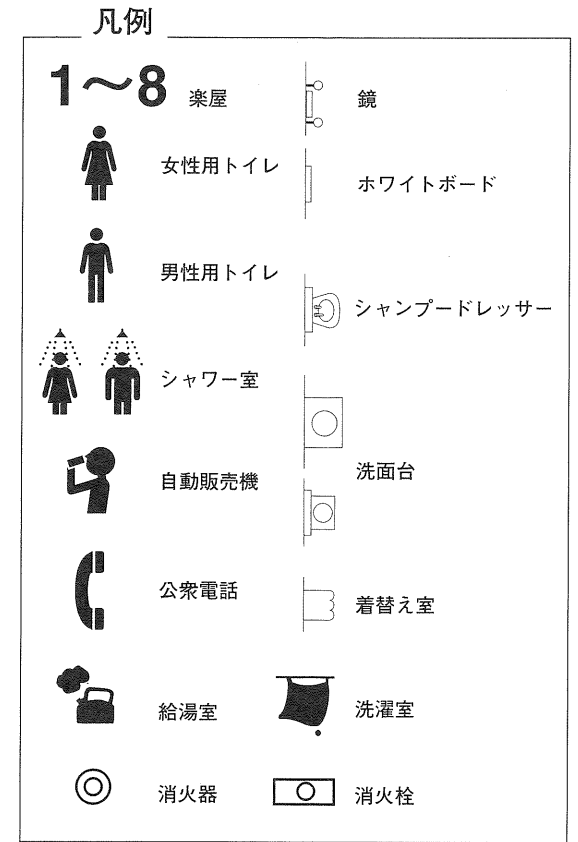 凡例
1〜8 楽屋
女性用トイレ
男性用トイレ
シャワー室
自動販売機
公衆電話
給湯室
消火器
鏡
ホワイトボード
シャンプードレッサー
洗面台
着替え室
洗濯室
消火栓